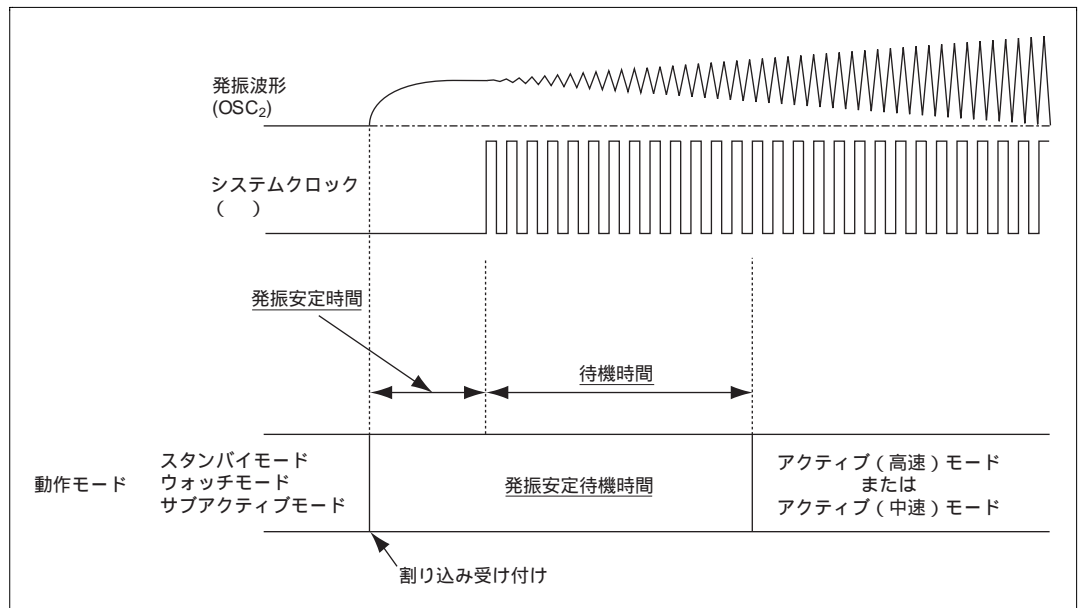 発振波形
(OSC2)
システムクロック
（　）
発振安定時間
待機時間
動作モード
スタンバイモード
ウォッチモード
サブアクティブモード
発振安定待機時間
アクティブ（高速）モード
または
アクティブ（中速）モード
割り込み受け付け